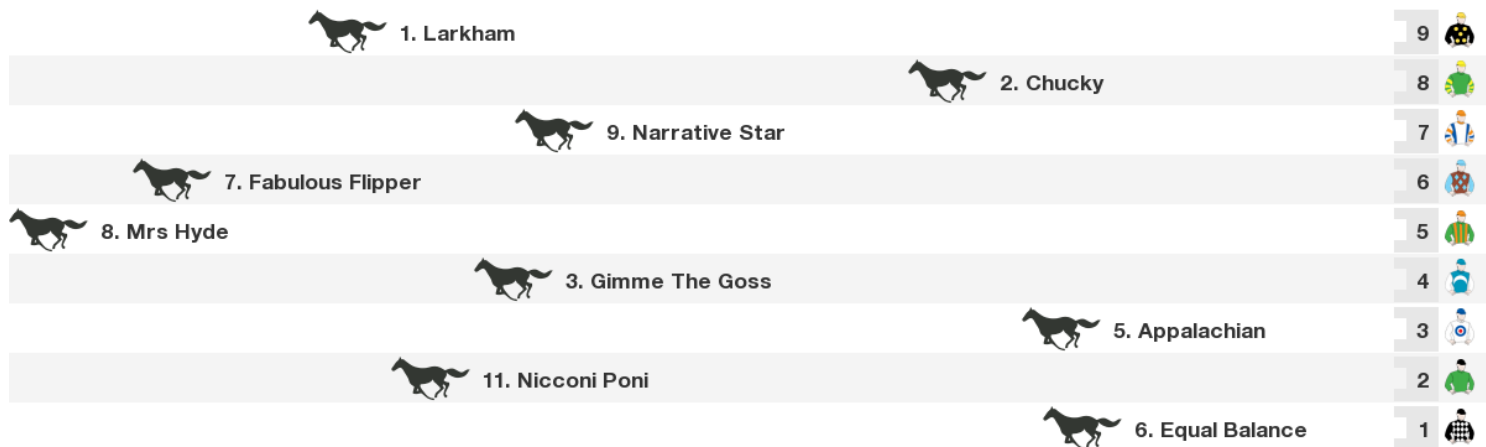 1. Larkham 9
2. Chucky 8
9. Narrative Star 7
7. Fabulous Flipper 6
8. Mrs Hyde 5
3. Gimme The Goss 4
5. Appalachian 3
11. Nicconi Poni 2
6. Equal Balance 1